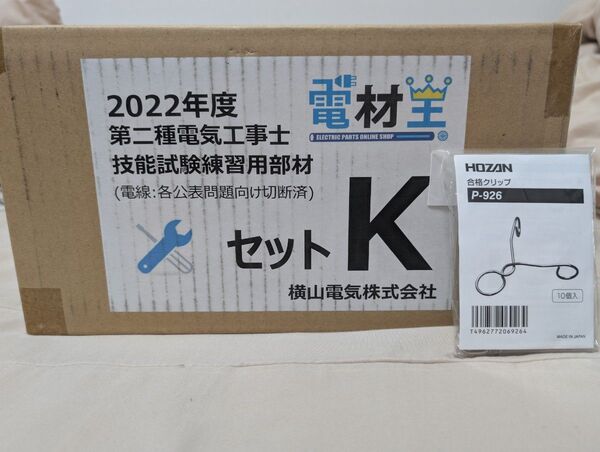 2022年度
第二種電気工事士
技能試験練習用部材
(電線:各公表問題向け切断済)
電材王
ELECTRIC PARTS ONLINE SHOP
セットK
横山電気株式会社
HOZAN
合格クリップ
P-926
10個入
T4962772069264
MADE IN JAPAN